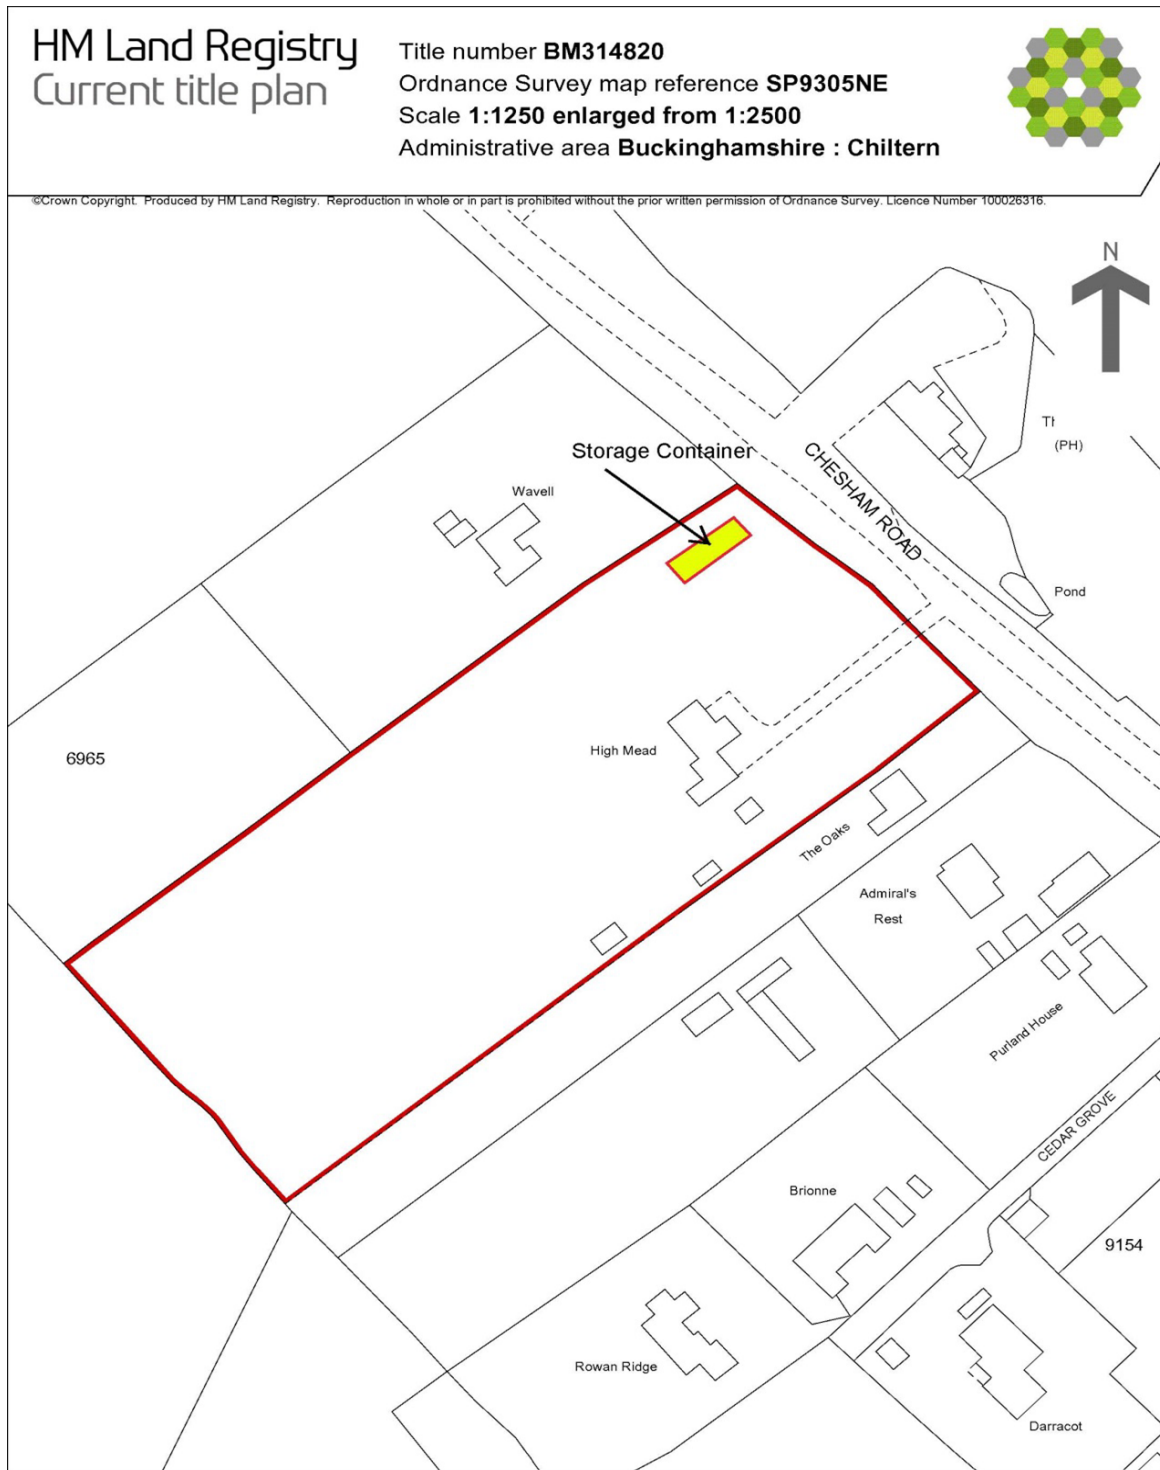 HM Land Registry
Current title plan
Title number BM314820
Ordnance Survey map reference SP9305NE
Scale 1:1250 enlarged from 1:2500
Administrative area Buckinghamshire : Chiltern
©Crown Copyright. Produced by HM Land Registry. Reproduction in whole or in part is prohibited without the prior written permission of Ordnance Survey. Licence Number 100026316.
N
(PH)
Storage Container
CHESHAM ROAD
Wavell
Pond
High Mead
6965
The Oaks
Admiral's
Rest
Purland House
CEDAR GROVE
Brionne
9154
Rowan Ridge
Darracot